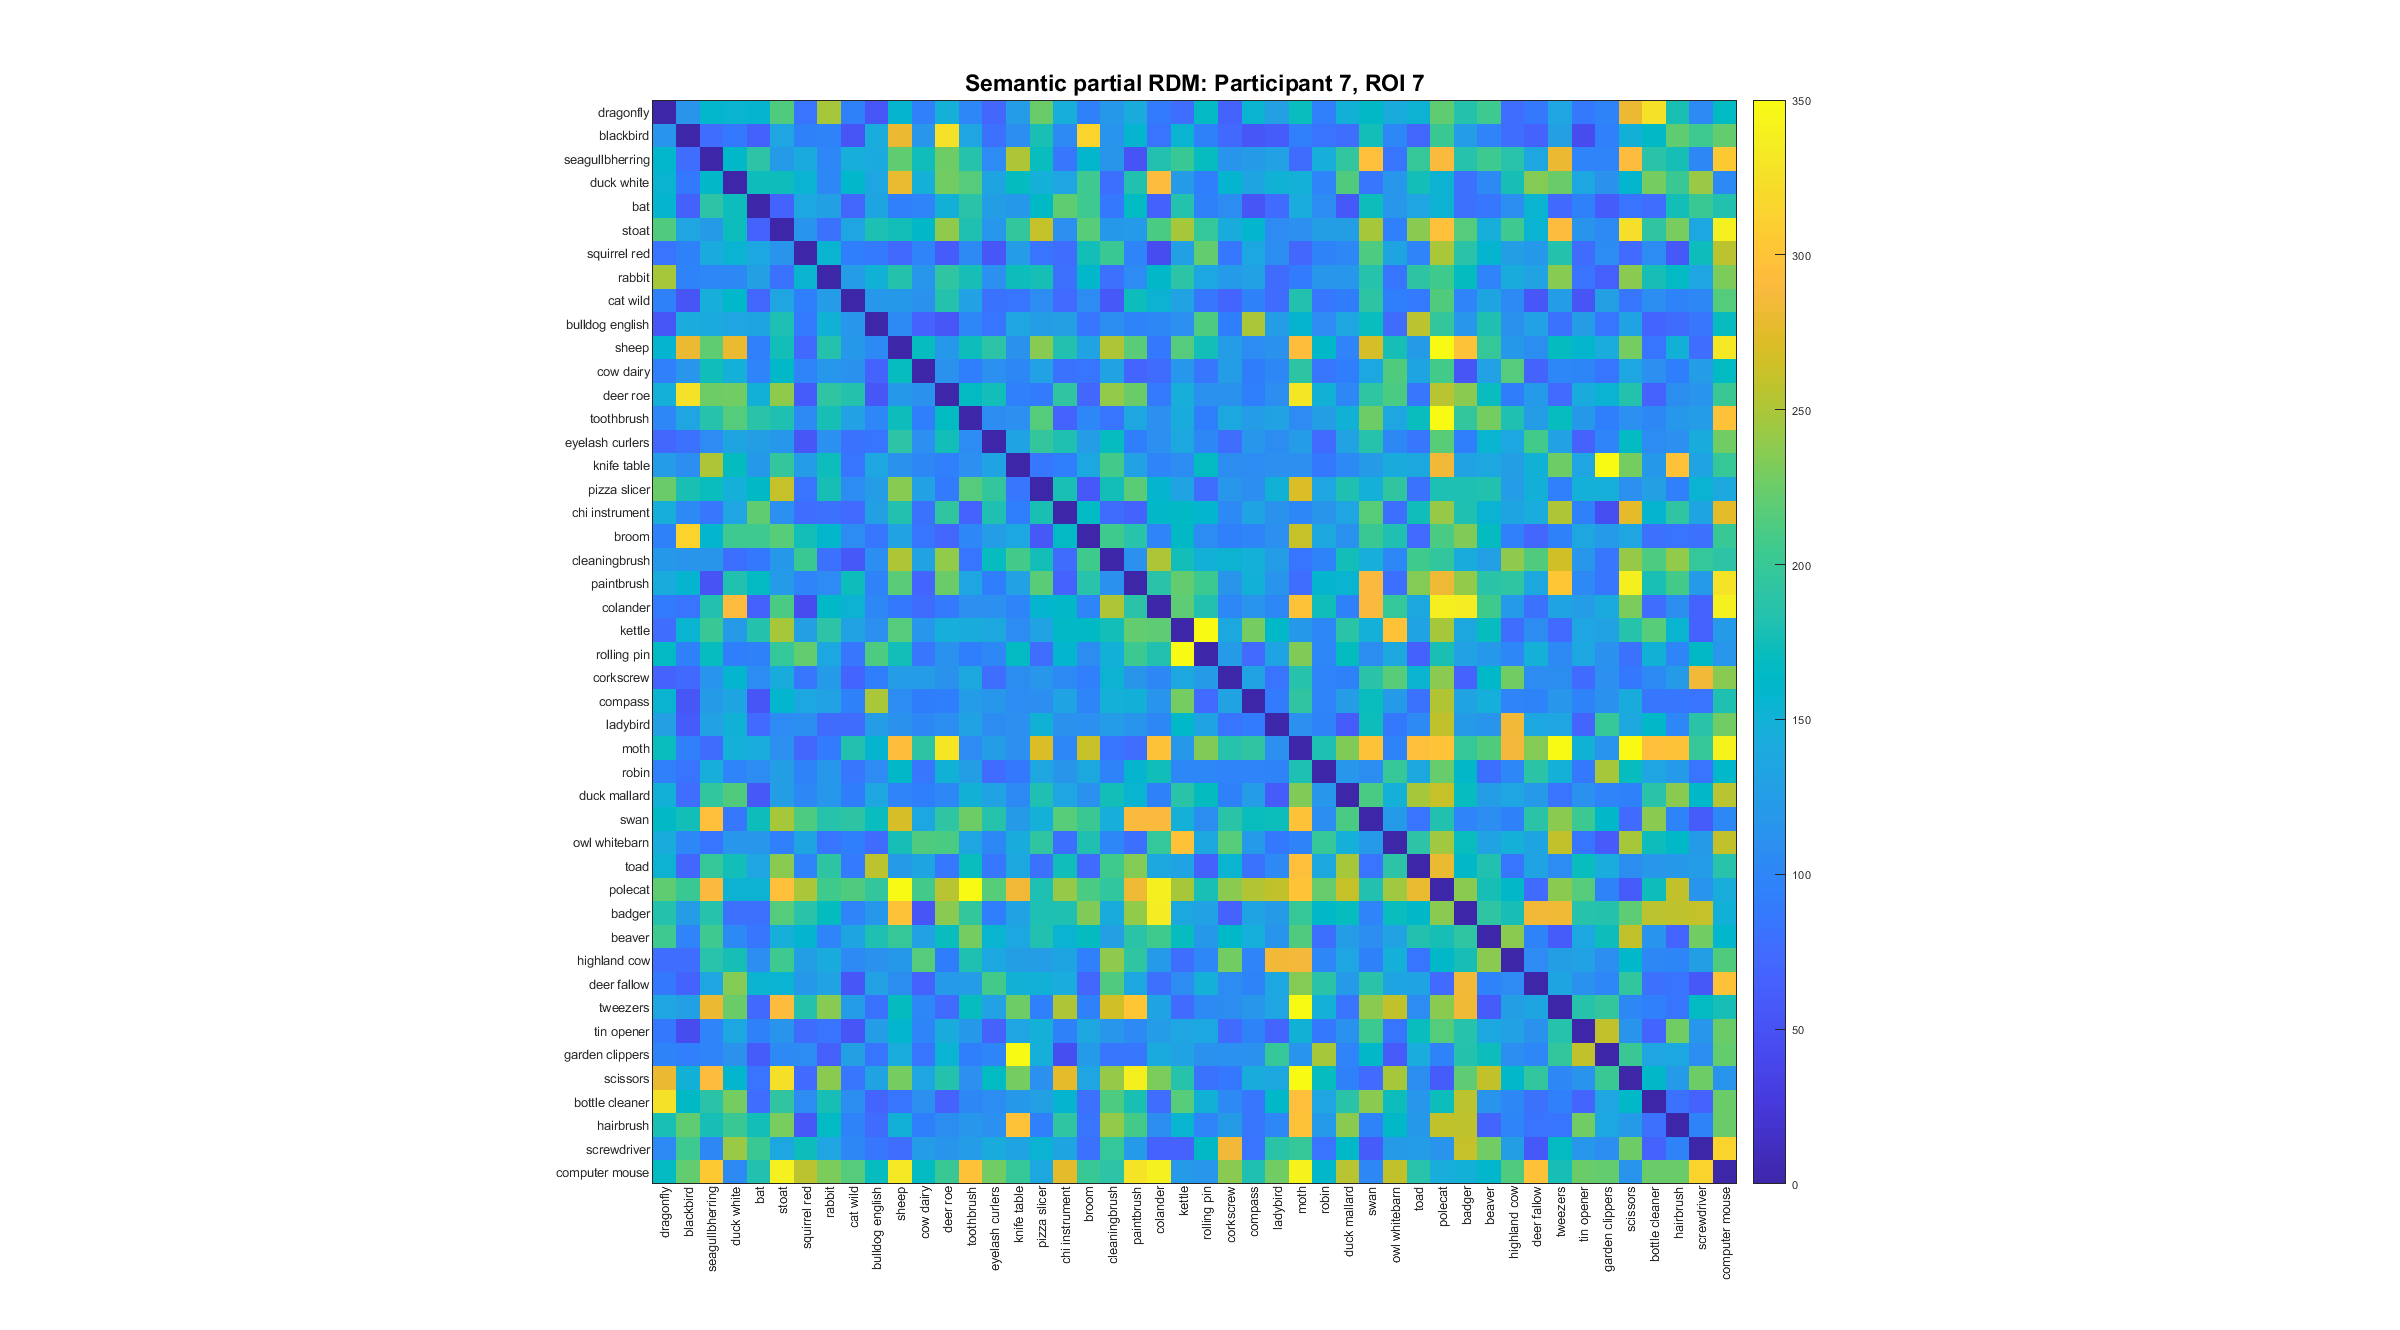 Semantic partial RDM: Participant 7, ROI 7
dragonfly
blackbird
seagullbherring
duck white
bat
stoat
squirrel red
rabbit
cat wild
bulldog english
sheep
cow dairy
deer roe
toothbrush
eyelash curlers
knife table
pizza slicer
chi instrument
broom
cleaningbrush
paintbrush
colander
kettle
rolling pin
corkscrew
compass
ladybird
moth
robin
duck mallard
swan
owl whitebarn
toad
polecat
badger
beaver
highland cow
deer fallow
tweezers
tin opener
garden clippers
scissors
bottle cleaner
hairbrush
screwdriver
computer mouse
dragonfly
blackbird
seagullbherring
duck white
bat
stoat
squirrel red
rabbit
cat wild
bulldog english
sheep
cow dairy
deer roe
toothbrush
eyelash curlers
knife table
pizza slicer
chi instrument
broom
cleaningbrush
paintbrush
colander
kettle
rolling pin
corkscrew
compass
ladybird
moth
robin
duck mallard
swan
owl whitebarn
toad
polecat
badger
beaver
highland cow
deer fallow
tweezers
tin opener
garden clippers
scissors
bottle cleaner
hairbrush
screwdriver
computer mouse
350
300
250
200
150
100
50
0